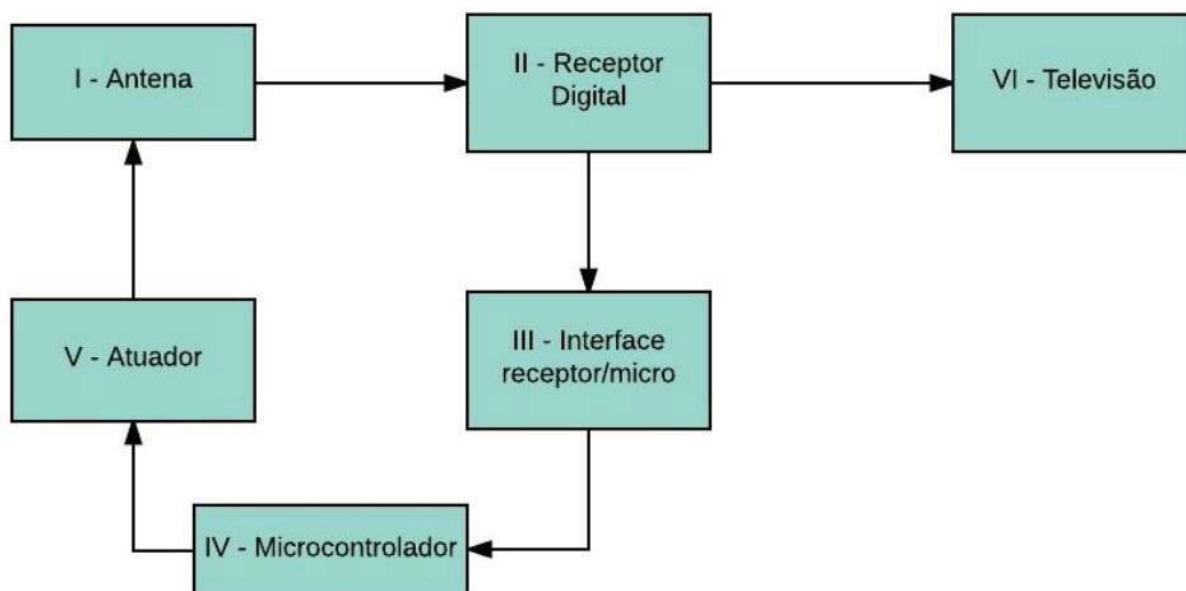 I - Antena
II - Receptor
Digital
VI - Televisão
V - Atuador
III - Interface
receptor/micro
IV - Microcontrolador